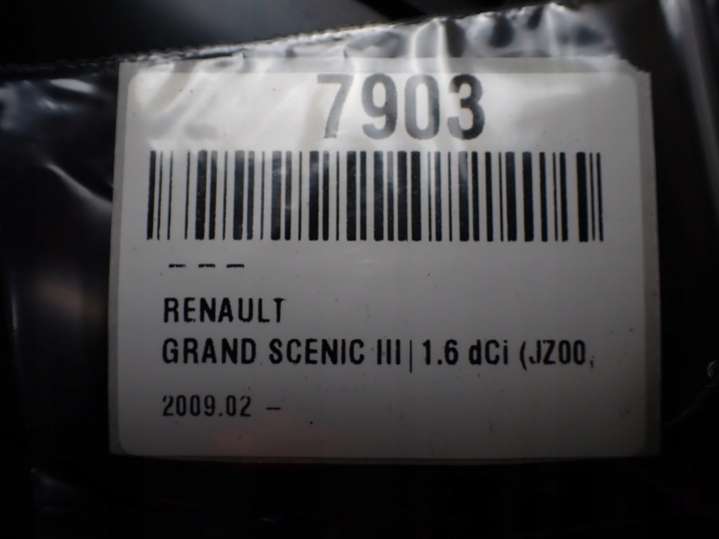 7903
– – –
RENAULT
GRAND SCENIC III | 1.6 dCi (JZ00,
2009.02 –